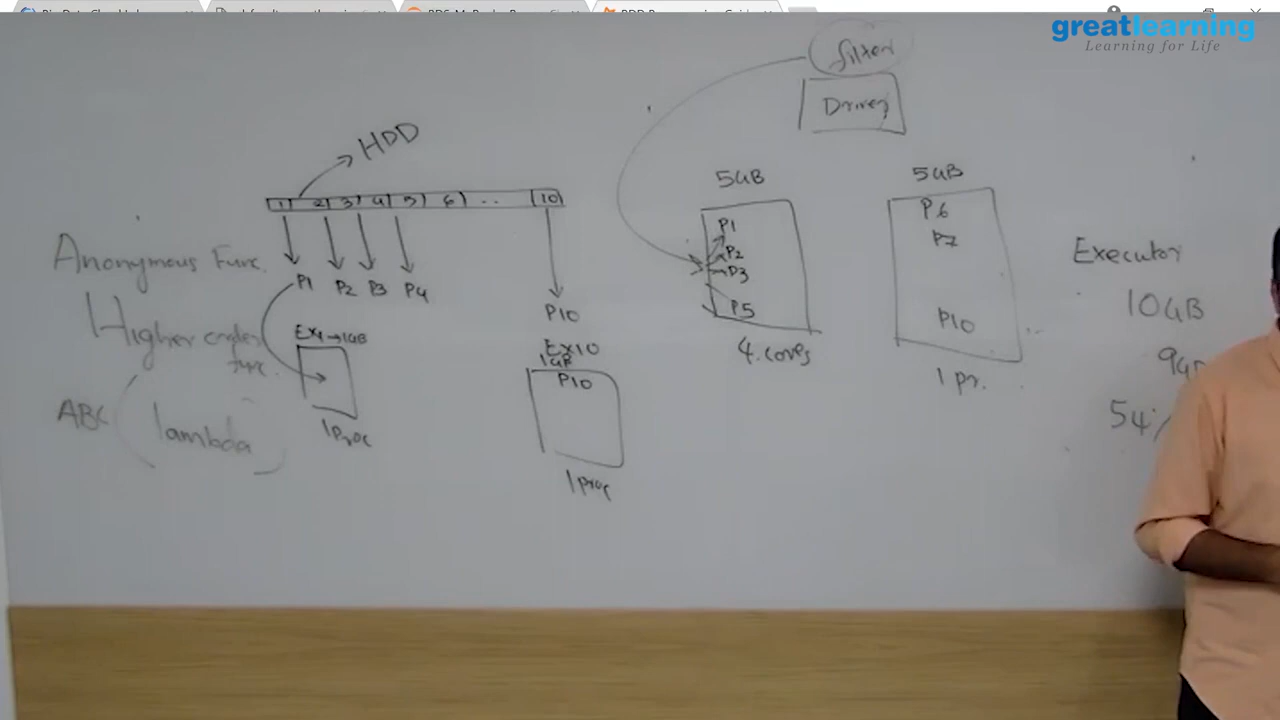 greatlearning
Learning for Life
filter
Driver
HDD
1 2 3 4 5 6 .. 10
P1 P2 P3 P4
P10
Anonymous Func.
Higher order
func.
ABC (lambda)
Ex1→1GB
1 proc
Ex10
1GB
P10
1 proc
5GB
P1
P2
P3
P5
4 cores
5GB
P6
P7
P10
1 pr.
Executor
10GB
54%